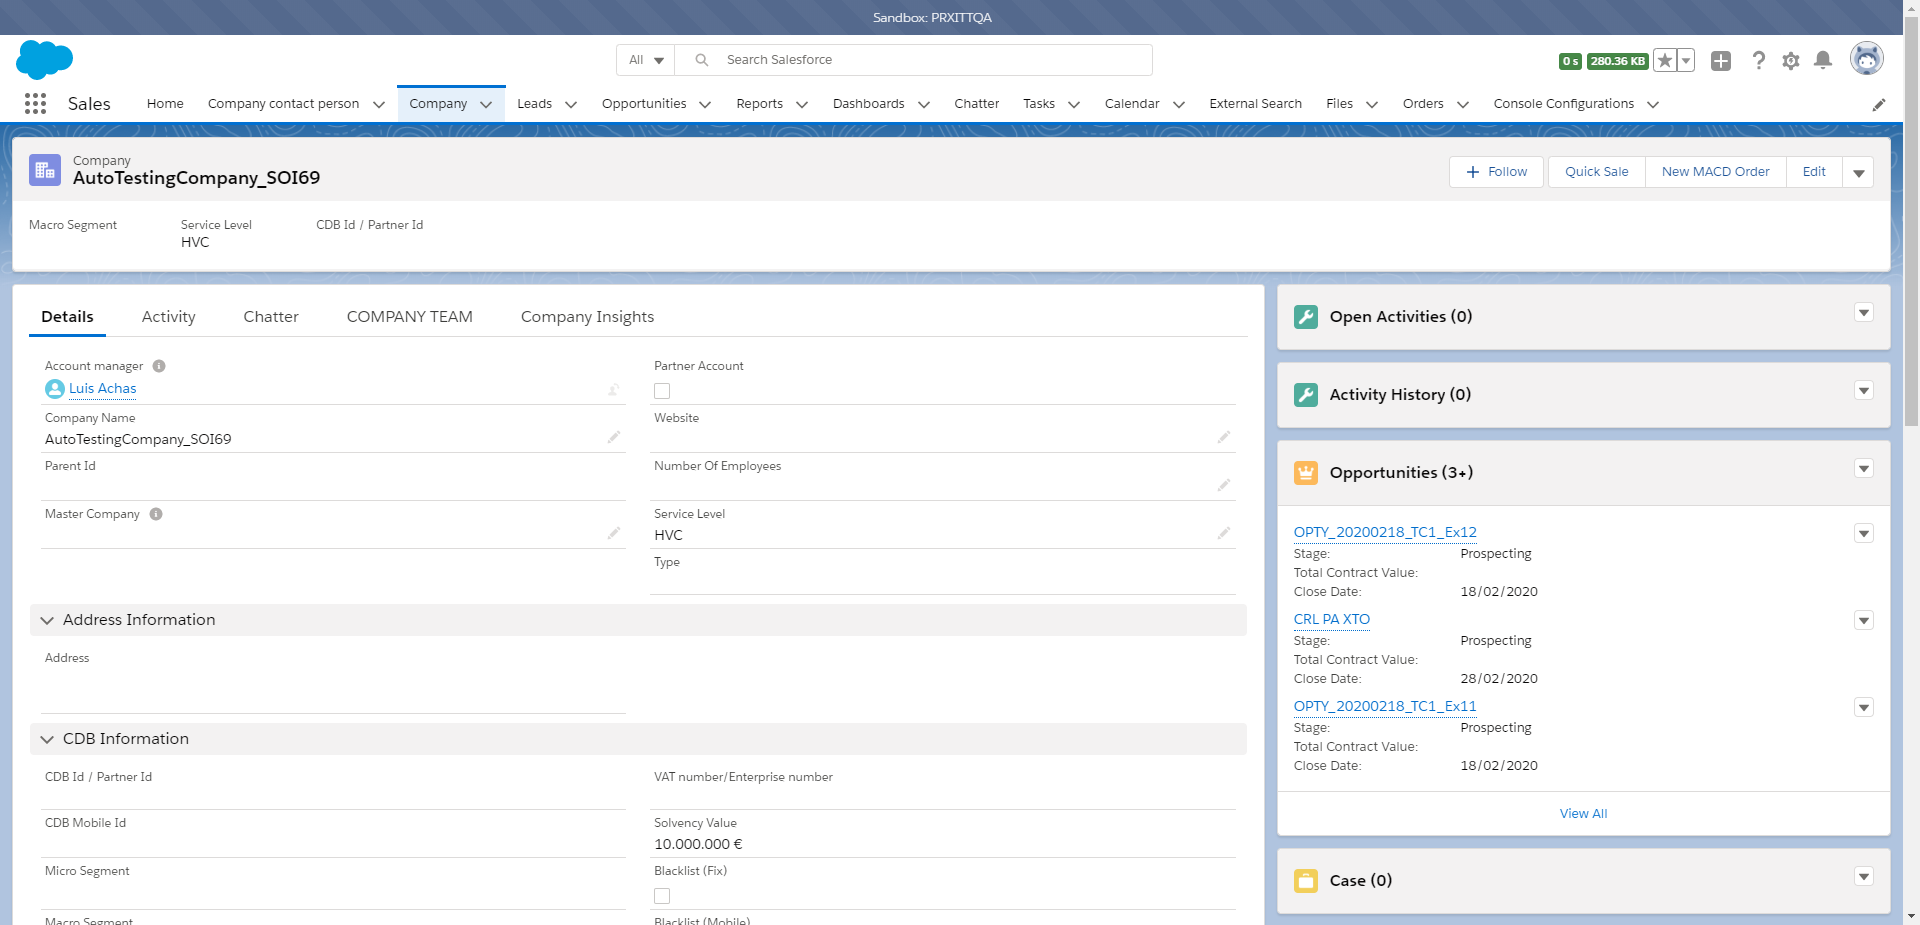 Sandbox: PRXITTQA
All
Search Salesforce
0 s
280.36 KB
Sales
Home
Company contact person
Company
Leads
Opportunities
Reports
Dashboards
Chatter
Tasks
Calendar
External Search
Files
Orders
Console Configurations
Company
AutoTestingCompany_SOI69
Follow
Quick Sale
New MACD Order
Edit
Macro Segment
Service Level
HVC
CDB Id / Partner Id
Details
Activity
Chatter
COMPANY TEAM
Company Insights
Account manager
Luis Achas
Partner Account
Company Name
AutoTestingCompany_SOI69
Website
Parent Id
Number Of Employees
Master Company
Service Level
HVC
Type
Address Information
Address
CDB Information
CDB Id / Partner Id
VAT number/Enterprise number
CDB Mobile Id
Solvency Value
10.000.000 €
Micro Segment
Blacklist (Fix)
Macro Segment
Blacklist (Mobile)
Open Activities (0)
Activity History (0)
Opportunities (3+)
OPTY_20200218_TC1_Ex12
Stage: Prospecting
Total Contract Value:
Close Date: 18/02/2020
CRL PA XTO
Stage: Prospecting
Total Contract Value:
Close Date: 28/02/2020
OPTY_20200218_TC1_Ex11
Stage: Prospecting
Total Contract Value:
Close Date: 18/02/2020
View All
Case (0)